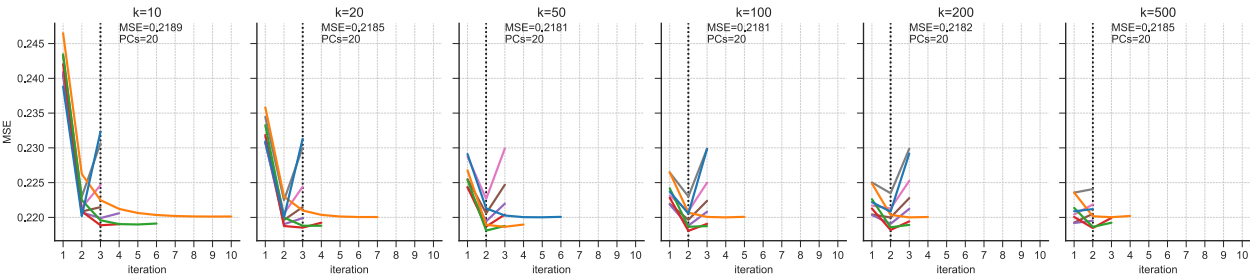 k=10
k=20
k=50
k=100
k=200
k=500
MSE=0.2189
PCs=20
MSE=0.2185
PCs=20
MSE=0.2181
PCs=20
MSE=0.2181
PCs=20
MSE=0.2182
PCs=20
MSE=0.2185
PCs=20
MSE
0.245
0.240
0.235
0.230
0.225
0.220
1 2 3 4 5 6 7 8 9 10
1 2 3 4 5 6 7 8 9 10
1 2 3 4 5 6 7 8 9 10
1 2 3 4 5 6 7 8 9 10
1 2 3 4 5 6 7 8 9 10
1 2 3 4 5 6 7 8 9 10
iteration
iteration
iteration
iteration
iteration
iteration